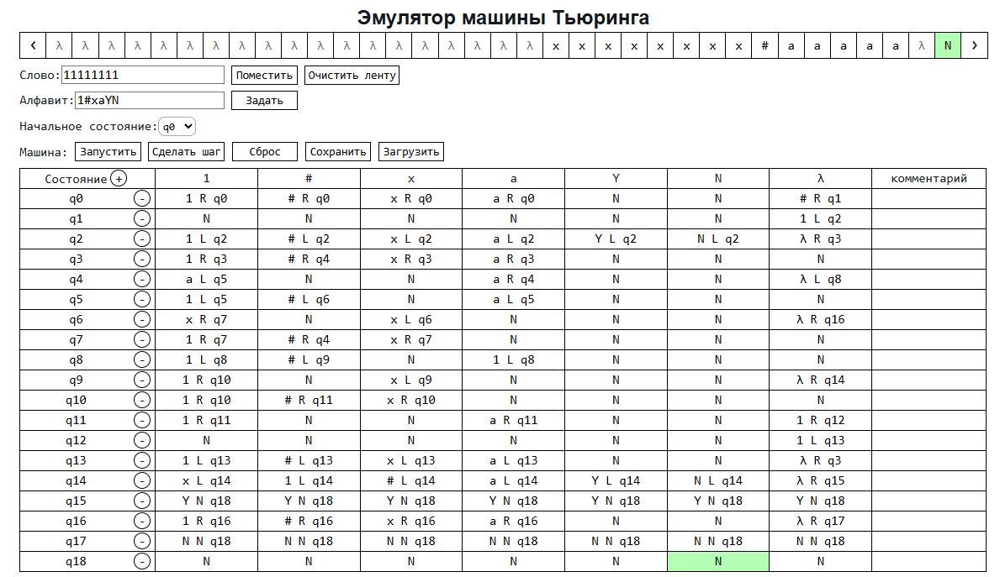 Эмулятор машины Тьюринга
< λ λ λ λ λ λ λ λ λ λ λ λ λ λ λ λ λ λ λ x x x x x x x x # a a a a a λ N >
Слово: 11111111 Поместить Очистить ленту
Алфавит: 1#xaYN Задать
Начальное состояние: q0
Машина: Запустить Сделать шаг Сброс Сохранить Загрузить
Состояние + 1 # x a Y N λ комментарий
q0 - 1 R q0 # R q0 x R q0 a R q0 N N # R q1
q1 - N N N N N N 1 L q2
q2 - 1 L q2 # L q2 x L q2 a L q2 Y L q2 N L q2 λ R q3
q3 - 1 R q3 # R q4 x R q3 a R q3 N N N
q4 - a L q5 N N a R q4 N N λ L q8
q5 - 1 L q5 # L q6 N a L q5 N N N
q6 - x R q7 N x L q6 N N N λ R q16
q7 - 1 R q7 # R q4 x R q7 N N N N
q8 - 1 L q8 # L q9 N 1 L q8 N N N
q9 - 1 R q10 N x L q9 N N N λ R q14
q10 - 1 R q10 # R q11 x R q10 N N N N
q11 - 1 R q11 N N a R q11 N N 1 R q12
q12 - N N N N N N 1 L q13
q13 - 1 L q13 # L q13 x L q13 a L q13 N N λ R q3
q14 - x L q14 1 L q14 # L q14 a L q14 Y L q14 N L q14 λ R q15
q15 - Y N q18 Y N q18 Y N q18 Y N q18 Y N q18 Y N q18 Y N q18
q16 - 1 R q16 # R q16 x R q16 a R q16 N N λ R q17
q17 - N N q18 N N q18 N N q18 N N q18 N N q18 N N q18 N N q18
q18 - N N N N N N N